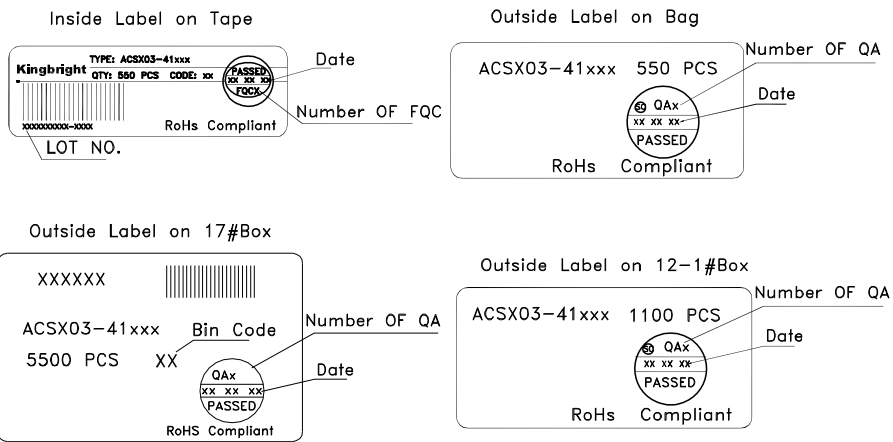 Inside Label on Tape
Kingbright
TYPE: ACSX03-41xxx
QTY: 550 PCS CODE: xx
PASSED
xx xx xx
FQCX
Date
Number OF FQC
xxxxxxxxxx-xxxx
RoHs Compliant
LOT NO.
Outside Label on Bag
ACSX03-41xxx 550 PCS
Number OF QA
SQ QAx
Date
xx xx xx
PASSED
RoHs Compliant
Outside Label on 17#Box
XXXXXX
ACSX03-41xxx Bin Code
5500 PCS XX
Number OF QA
QAx
Date
xx xx xx
PASSED
RoHS Compliant
Outside Label on 12-1#Box
ACSX03-41xxx 1100 PCS
Number OF QA
SQ QAx
Date
xx xx xx
PASSED
RoHs Compliant